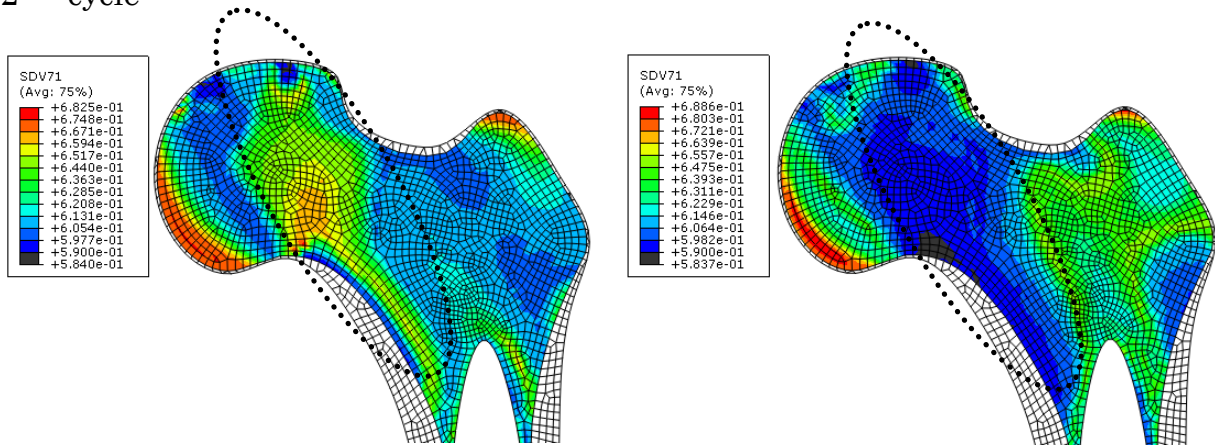 2 cycle
SDV71
(Avg: 75%)
+6.825e-01
+6.748e-01
+6.671e-01
+6.594e-01
+6.517e-01
+6.440e-01
+6.363e-01
+6.285e-01
+6.208e-01
+6.131e-01
+6.054e-01
+5.977e-01
+5.900e-01
+5.840e-01
SDV71
(Avg: 75%)
+6.886e-01
+6.803e-01
+6.721e-01
+6.639e-01
+6.557e-01
+6.475e-01
+6.393e-01
+6.311e-01
+6.229e-01
+6.146e-01
+6.064e-01
+5.982e-01
+5.900e-01
+5.837e-01